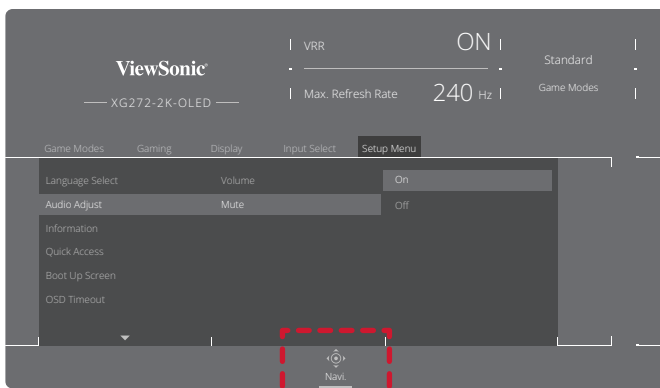 VRR ON
ViewSonic®
Standard
XG272-2K-OLED
Max. Refresh Rate 240 Hz
Game Modes
Game Modes Gaming Display Input Select Setup Menu
Language Select Volume On
Audio Adjust Mute Off
Information
Quick Access
Boot Up Screen
OSD Timeout
Navi.